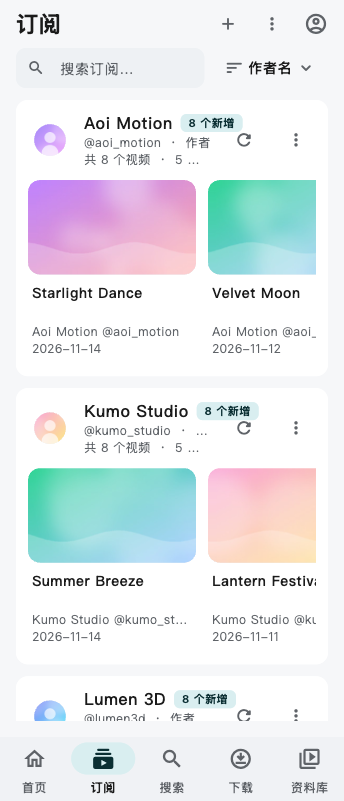 订阅
搜索订阅...
作者名
Aoi Motion
8 个新增
@aoi_motion · 作者
共 8 个视频 · 5 ...
Starlight Dance
Velvet Moon
Aoi Motion @aoi_motion
Aoi Motion @aoi_
2026-11-14
2026-11-12
Kumo Studio
8 个新增
@kumo_studio · ...
共 8 个视频 · 5 ...
Summer Breeze
Lantern Festiva
Kumo Studio @kumo_st...
Kumo Studio @ku
2026-11-14
2026-11-11
Lumen 3D
8 个新增
@lumen3d · 作者
首页
订阅
搜索
下载
资料库